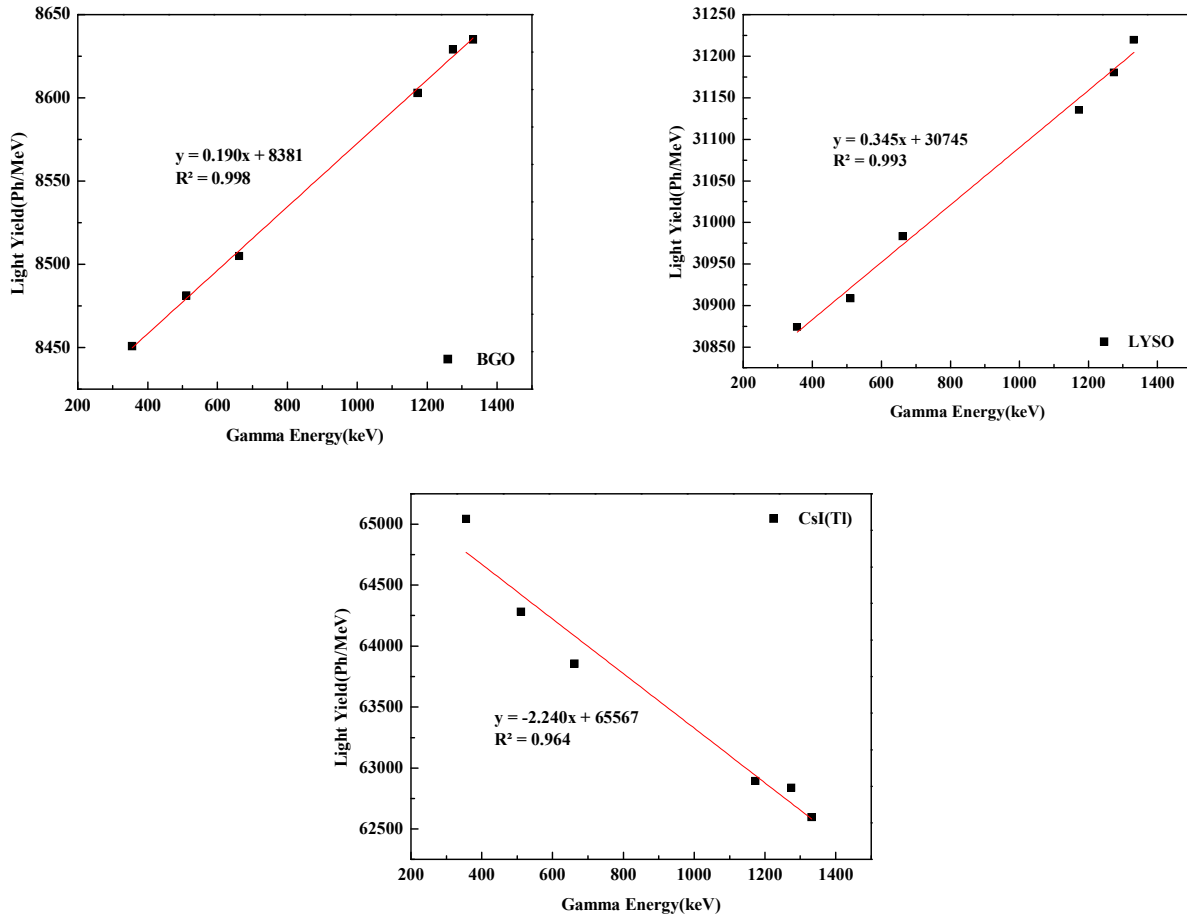 8650
8600
8550
8500
8450
Light Yield(Ph/MeV)
y = 0.190x + 8381
R² = 0.998
BGO
200 400 600 800 1000 1200 1400
Gamma Energy(keV)
31250
31200
31150
31100
31050
31000
30950
30900
30850
Light Yield(Ph/MeV)
y = 0.345x + 30745
R² = 0.993
LYSO
200 400 600 800 1000 1200 1400
Gamma Energy(keV)
65000
64500
64000
63500
63000
62500
Light Yield(Ph/MeV)
CsI(Tl)
y = -2.240x + 65567
R² = 0.964
200 400 600 800 1000 1200 1400
Gamma Energy(keV)